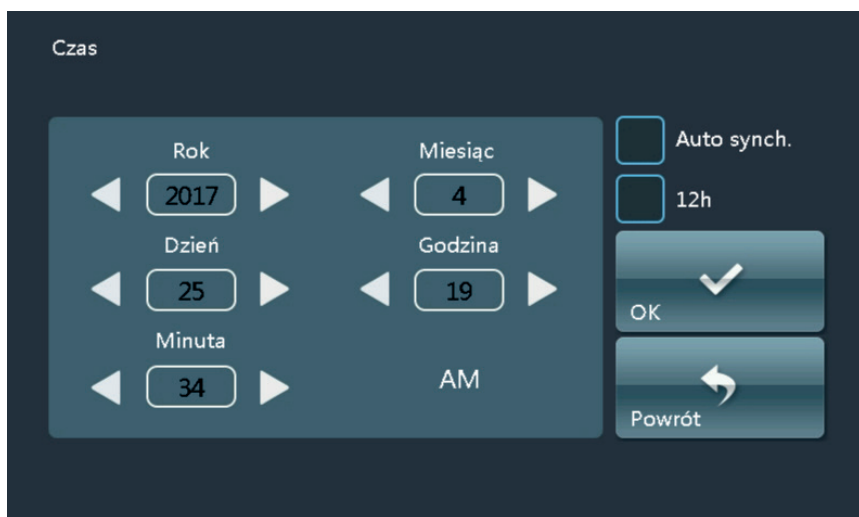 Czas
Rok
Miesiąc
2017
4
Dzień
Godzina
25
19
Minuta
34
AM
Auto synch.
12h
OK
Powrót